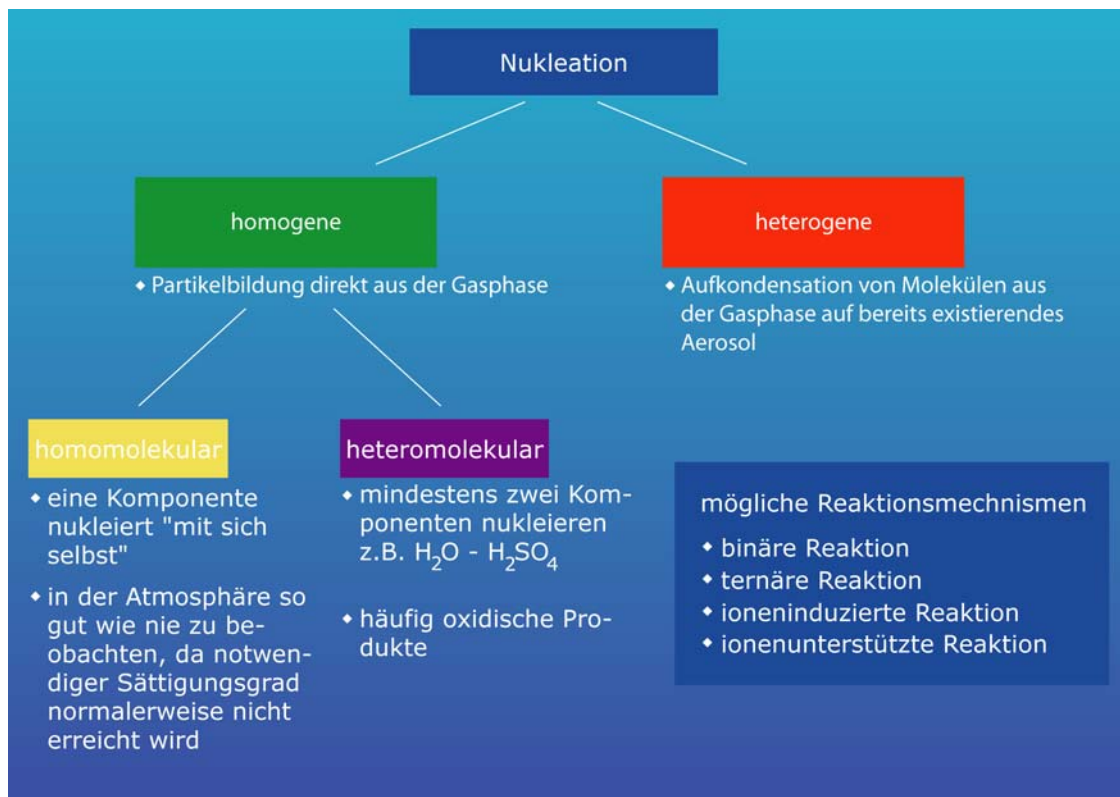 Nukleation
homogene
◆ Partikelbildung direkt aus der Gasphase
heterogene
◆ Aufkondensation von Molekülen aus
der Gasphase auf bereits existierendes
Aerosol
homomolekular
◆ eine Komponente
nukleiert "mit sich
selbst"
◆ in der Atmosphäre so
gut wie nie zu be-
obachten, da notwen-
diger Sättigungsgrad
normalerweise nicht
erreicht wird
heteromolekular
◆ mindestens zwei Kom-
ponenten nukleieren
z.B. H₂O - H₂SO₄
◆ häufig oxidische Pro-
dukte
mögliche Reaktionsmechnismen
◆ binäre Reaktion
◆ ternäre Reaktion
◆ ioneninduzierte Reaktion
◆ ionenunterstützte Reaktion